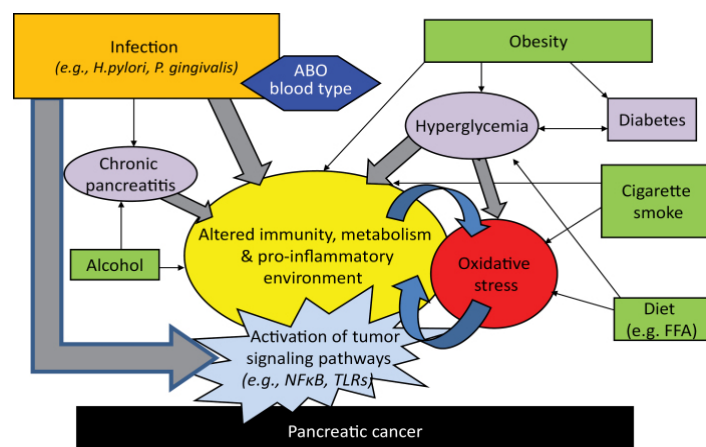 Infection
(e.g., H.pylori, P. gingivalis)
ABO
blood type
Obesity
Hyperglycemia
Diabetes
Chronic
pancreatitis
Cigarette
smoke
Altered immunity, metabolism
& pro-inflammatory
environment
Alcohol
Oxidative
stress
Diet
(e.g. FFA)
Activation of tumor
signaling pathways
(e.g., NFκB, TLRs)
Pancreatic cancer